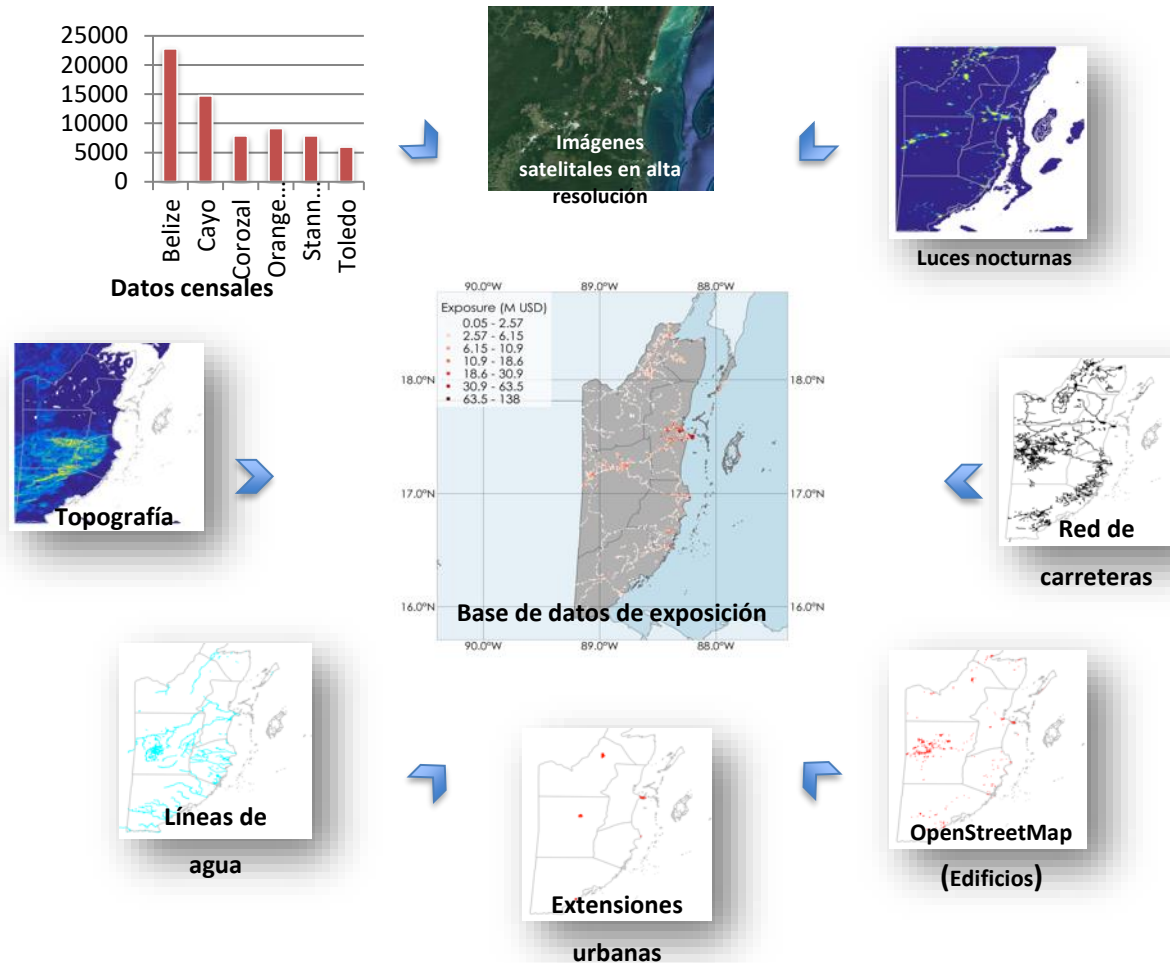 25000
20000
15000
10000
5000
0
Belize
Cayo
Corozal
Orange...
Stann...
Toledo
Datos censales
Imágenes
satelitales en alta
resolución
Luces nocturnas
Topografía
90.0°W 89.0°W 88.0°W
Exposure (M USD)
0.05 - 2.57
2.57 - 6.15
6.15 - 10.9
10.9 - 18.6
18.6 - 30.9
30.9 - 63.5
63.5 - 138
18.0°N 18.0°N
17.0°N 17.0°N
16.0°N 16.0°N
Base de datos de exposición
90.0°W 89.0°W 88.0°W
Red de
carreteras
Líneas de
agua
Extensiones
urbanas
OpenStreetMap
(Edificios)